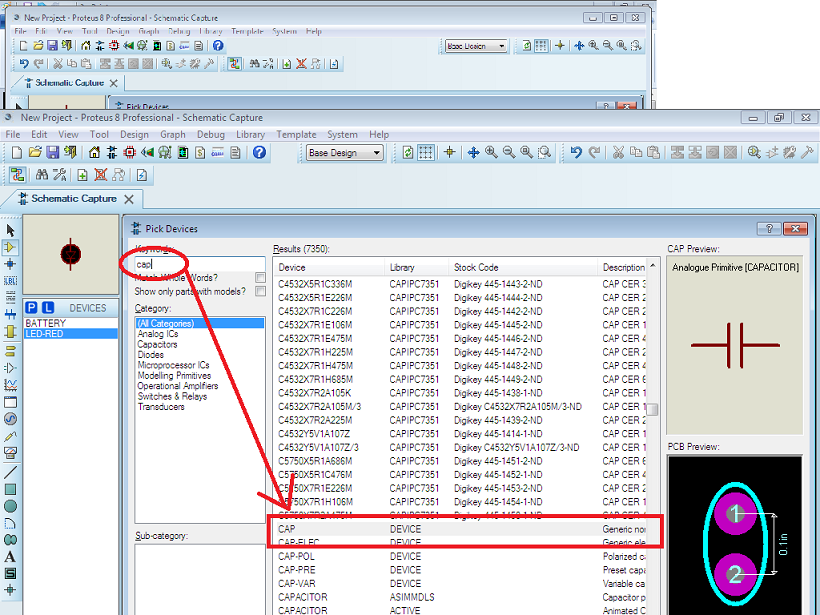 New Project - Proteus 8 Professional - Schematic Capture
File Edit View Tool Design Graph Debug Library Template System Help
Base Design
Schematic Capture
Pick Devices
New Project - Proteus 8 Professional - Schematic Capture
File Edit View Tool Design Graph Debug Library Template System Help
Base Design
Schematic Capture
Pick Devices
P L DEVICES
BATTERY
LED-RED
Keywords:
cap
Match Whole Words?
Show only parts with models?
Category:
(All Categories)
Analog ICs
Capacitors
Diodes
Microprocessor ICs
Modelling Primitives
Operational Amplifiers
Switches & Relays
Transducers
Sub-category:
Results (7350):
Device Library Stock Code Description
C4532X5R1C336M CAPIPC7351 Digikey 445-1443-2-ND CAP CER 3
C4532X7R1E226M CAPIPC7351 Digikey 445-1444-2-ND CAP CER 2
C4532X7R1C226M CAPIPC7351 Digikey 445-1442-2-ND CAP CER 2
C4532X7R1E106M CAPIPC7351 Digikey 445-1445-2-ND CAP CER 1
C4532X7R1E475M CAPIPC7351 Digikey 445-1446-2-ND CAP CER 4
C4532X7R1H225M CAPIPC7351 Digikey 445-1447-2-ND CAP CER 2
C4532X7R1H475M CAPIPC7351 Digikey 445-1448-2-ND CAP CER 4
C4532X7R1H685M CAPIPC7351 Digikey 445-1449-2-ND CAP CER 6
C4532X7R2A105K CAPIPC7351 Digikey 445-1438-1-ND CAP CER 1
C4532X7R2A105M/3 CAPIPC7351 Digikey C4532X7R2A105M/3-ND CAP CER 1
C4532X7R2A225M CAPIPC7351 Digikey 445-1439-2-ND CAP CER 2
C4532Y5V1A107Z CAPIPC7351 Digikey 445-1414-1-ND CAP CER 1
C4532Y5V1A107Z/3 CAPIPC7351 Digikey C4532Y5V1A107Z/3-ND CAP CER 1
C5750X5R1A686M CAPIPC7351 Digikey 445-1451-2-ND CAP CER 6
C5750X5R1C476M CAPIPC7351 Digikey 445-1452-2-ND CAP CER 4
C5750X7R1E226M CAPIPC7351 Digikey 445-1453-2-ND CAP CER 2
C5750X7R1H106M CAPIPC7351 Digikey 445-1454-1-ND CAP CER 1
CAP DEVICE Generic non
CAP-ELEC DEVICE Generic ele
CAP-POL DEVICE Polarized ca
CAP-PRE DEVICE Preset capa
CAP-VAR DEVICE Variable ca
CAPACITOR ASIMMDLS Capacitor p
CAPACITOR ACTIVE Animated C
CAP Preview:
Analogue Primitive [CAPACITOR]
PCB Preview:
1
2
0.1in